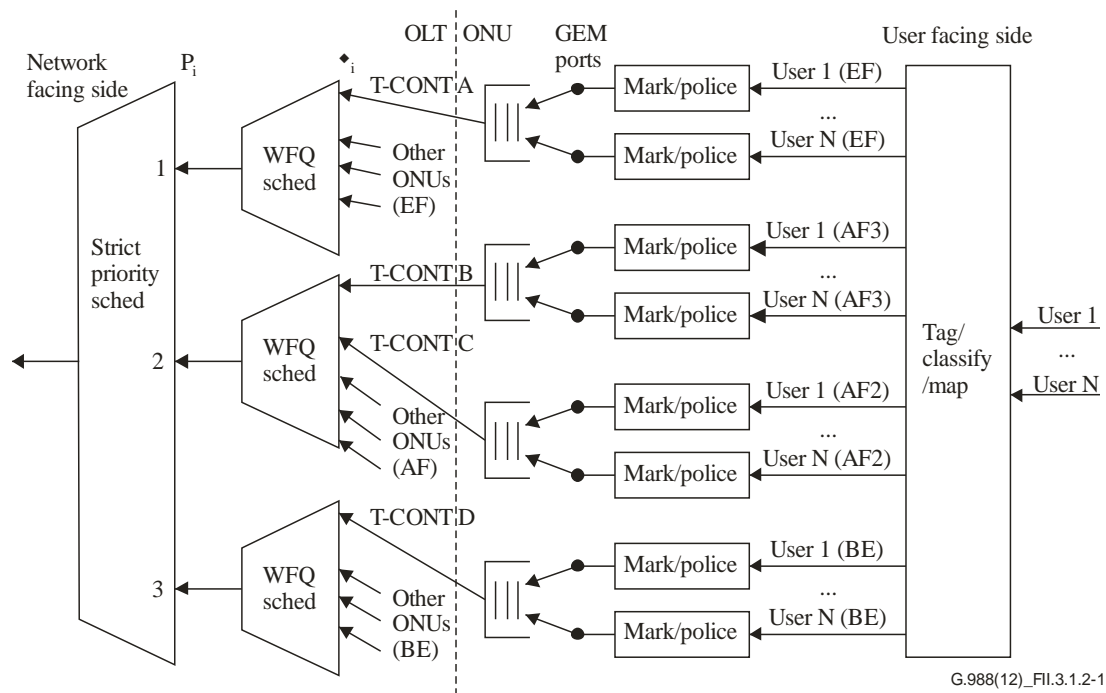 OLT ONU
Network
facing side
P_i
◆_i
GEM
ports
User facing side
T-CONT A
Mark/police
User 1 (EF)
...
Mark/police
User N (EF)
1
WFQ
sched
Other
ONUs
(EF)
Strict
priority
sched
T-CONT B
Mark/police
User 1 (AF3)
...
Mark/police
User N (AF3)
2
WFQ
sched
T-CONT C
Other
ONUs
(AF)
Mark/police
User 1 (AF2)
...
Mark/police
User N (AF2)
Tag/
classify
/map
User 1
...
User N
T-CONT D
3
WFQ
sched
Other
ONUs
(BE)
Mark/police
User 1 (BE)
...
Mark/police
User N (BE)
G.988(12)_FII.3.1.2-1